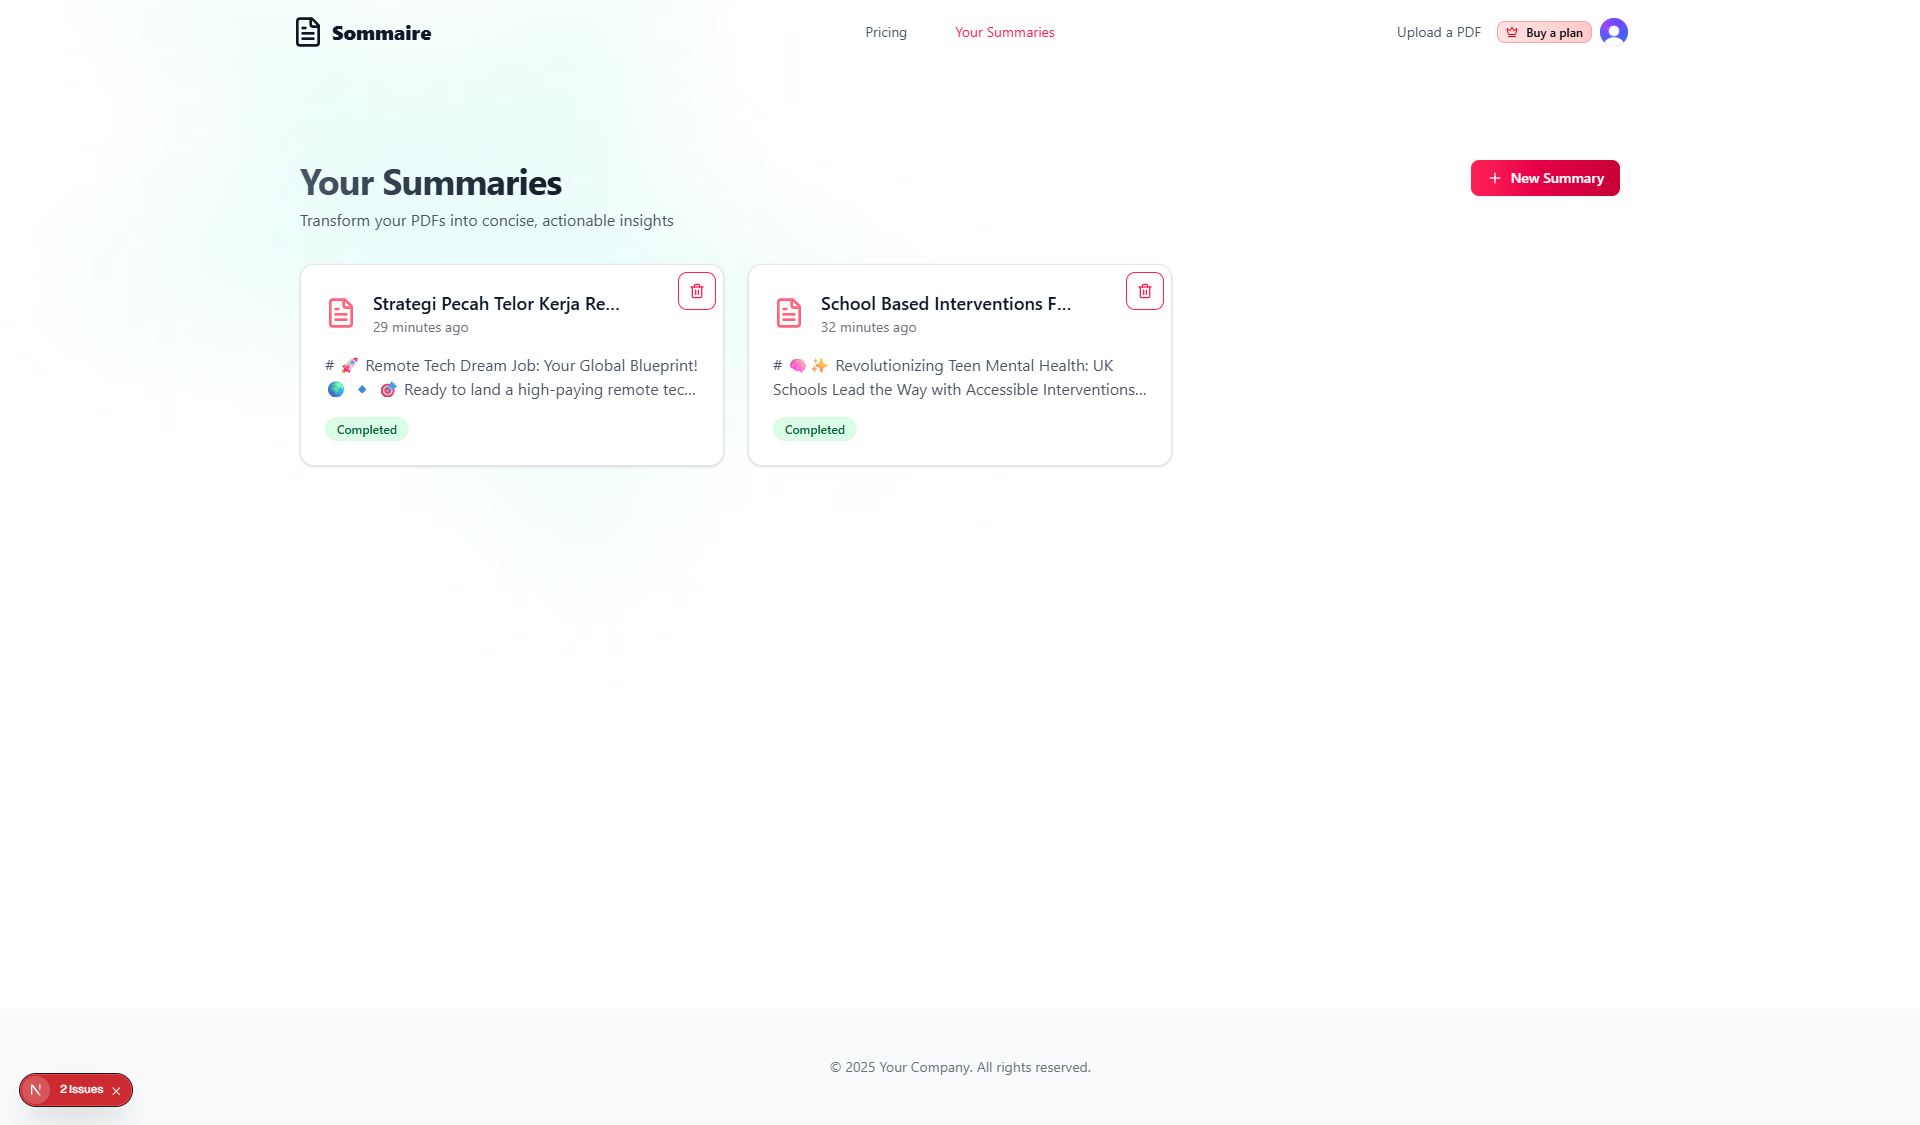 Sommaire
Pricing
Your Summaries
Upload a PDF
Buy a plan
Your Summaries
Transform your PDFs into concise, actionable insights
+ New Summary
Strategi Pecah Telor Kerja Re...
29 minutes ago
# 🚀 Remote Tech Dream Job: Your Global Blueprint!
🌍 🔹 🎯 Ready to land a high-paying remote tec...
Completed
School Based Interventions F...
32 minutes ago
# 🧠 ✨ Revolutionizing Teen Mental Health: UK
Schools Lead the Way with Accessible Interventions...
Completed
© 2025 Your Company. All rights reserved.
N 2 Issues ×